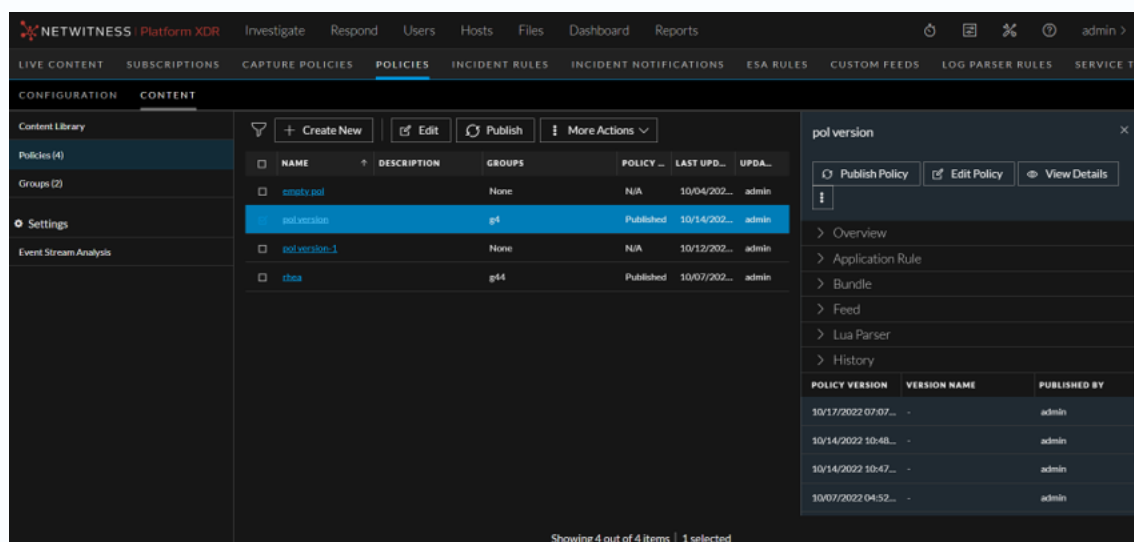 NETWITNESS Platform XDR Investigate Respond Users Hosts Files Dashboard Reports admin >
LIVE CONTENT SUBSCRIPTIONS CAPTURE POLICIES POLICIES INCIDENT RULES INCIDENT NOTIFICATIONS ESA RULES CUSTOM FEEDS LOG PARSER RULES SERVICE T
CONFIGURATION CONTENT
Content Library
Policies (4)
Groups (2)
Settings
Event Stream Analysis
+ Create New Edit Publish More Actions
NAME ↑ DESCRIPTION GROUPS POLICY ... LAST UPD... UPDA...
empty pol None N/A 10/04/202... admin
pol version g4 Published 10/14/202... admin
pol version-1 None N/A 10/12/202... admin
rhea g44 Published 10/07/202... admin
Showing 4 out of 4 items | 1 selected
pol version ×
Publish Policy Edit Policy View Details
> Overview
> Application Rule
> Bundle
> Feed
> Lua Parser
> History
POLICY VERSION VERSION NAME PUBLISHED BY
10/17/2022 07:07... - admin
10/14/2022 10:48... - admin
10/14/2022 10:47... - admin
10/07/2022 04:52... - admin